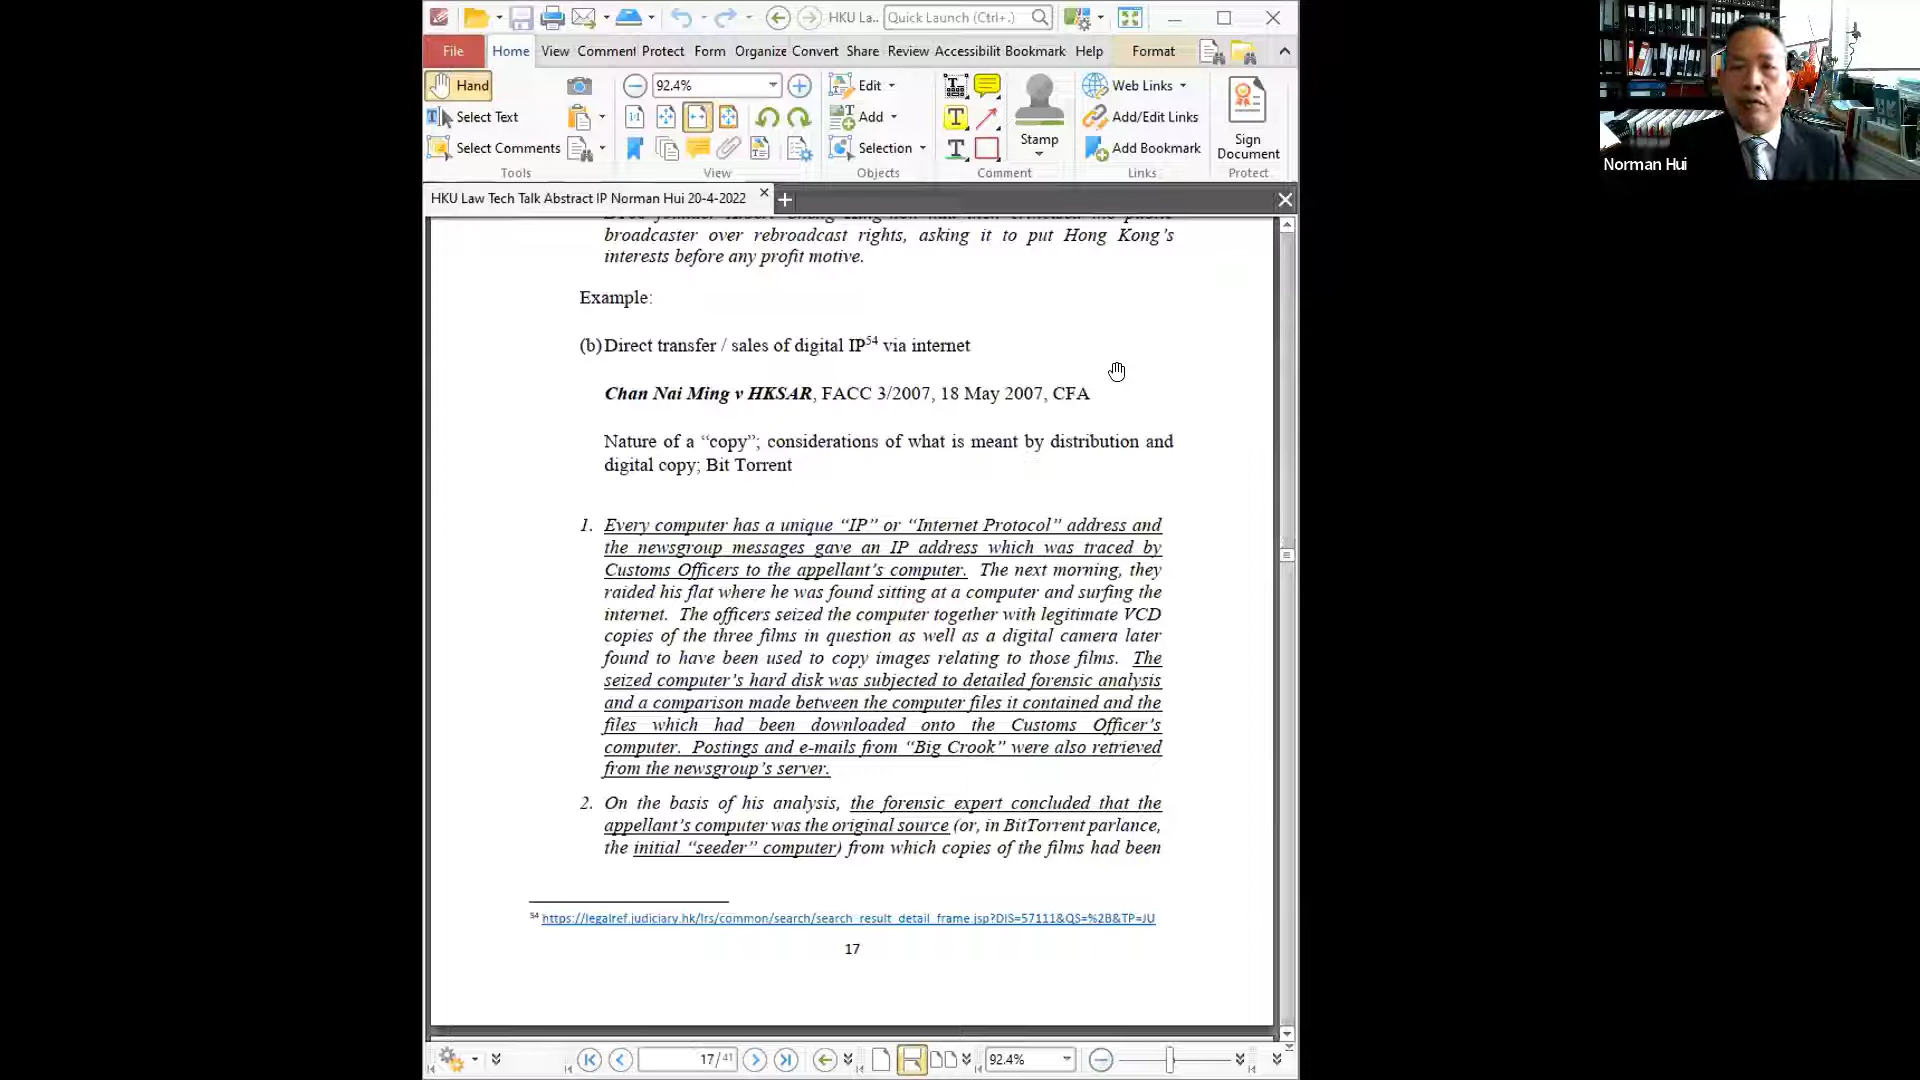 HKU La..
Quick Launch (Ctrl+.)
File
Home
View
Comment
Protect
Form
Organize
Convert
Share
Review
Accessibilit
Bookmark
Help
Format
Hand
92.4%
Edit
Web Links
Select Text
Add
Add/Edit Links
Select Comments
Selection
Stamp
Add Bookmark
Sign
Document
Tools
View
Objects
Comment
Links
Protect
Norman Hui
HKU Law Tech Talk Abstract IP Norman Hui 20-4-2022
broadcaster over rebroadcast rights, asking it to put Hong Kong’s
interests before any profit motive.
Example:
(b) Direct transfer / sales of digital IP54 via internet
Chan Nai Ming v HKSAR, FACC 3/2007, 18 May 2007, CFA
Nature of a “copy”; considerations of what is meant by distribution and
digital copy; Bit Torrent
1. Every computer has a unique “IP” or “Internet Protocol” address and
the newsgroup messages gave an IP address which was traced by
Customs Officers to the appellant’s computer. The next morning, they
raided his flat where he was found sitting at a computer and surfing the
internet. The officers seized the computer together with legitimate VCD
copies of the three films in question as well as a digital camera later
found to have been used to copy images relating to those films. The
seized computer’s hard disk was subjected to detailed forensic analysis
and a comparison made between the computer files it contained and the
files which had been downloaded onto the Customs Officer’s
computer. Postings and e-mails from “Big Crook” were also retrieved
from the newsgroup’s server.
2. On the basis of his analysis, the forensic expert concluded that the
appellant’s computer was the original source (or, in BitTorrent parlance,
the initial “seeder” computer) from which copies of the films had been
54 https://legalref.judiciary.hk/lrs/common/search/search_result_detail_frame.jsp?DIS=57111&QS=%2B&TP=JU
17
17 / 41
92.4%